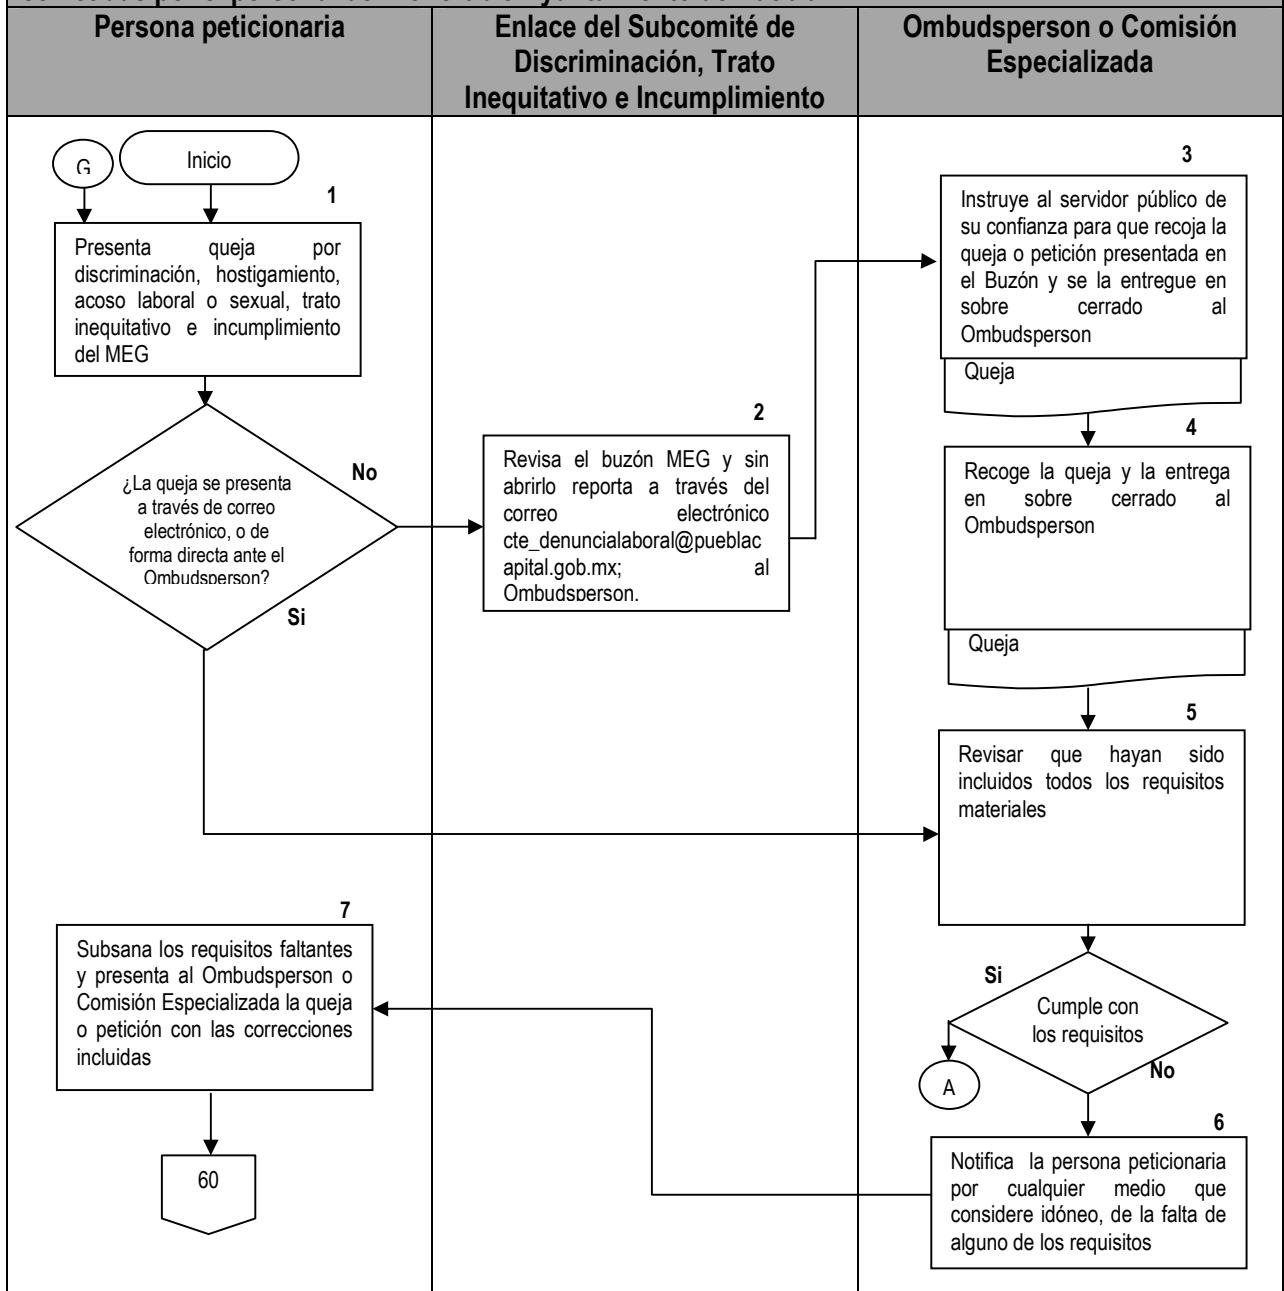 Persona peticionaria
Enlace del Subcomité de
Discriminación, Trato
Inequitativo e Incumplimiento
Ombudsperson o Comisión
Especializada
G
Inicio
1
Presenta queja por
discriminación, hostigamiento,
acoso laboral o sexual, trato
inequitativo e incumplimiento
del MEG
¿La queja se presenta
a través de correo
electrónico, o de
forma directa ante el
Ombudsperson?
No
Si
2
Revisa el buzón MEG y sin
abrirlo reporta a través del
correo electrónico
cte_denuncialaboral@pueblac
apital.gob.mx; al
Ombudsperson.
3
Instruye al servidor público de
su confianza para que recoja la
queja o petición presentada en
el Buzón y se la entregue en
sobre cerrado al
Ombudsperson
Queja
4
Recoge la queja y la entrega
en sobre cerrado al
Ombudsperson
Queja
5
Revisar que hayan sido
incluidos todos los requisitos
materiales
Si
Cumple con
los requisitos
No
A
6
Notifica la persona peticionaria
por cualquier medio que
considere idóneo, de la falta de
alguno de los requisitos
7
Subsana los requisitos faltantes
y presenta al Ombudsperson o
Comisión Especializada la queja
o petición con las correcciones
incluidas
60